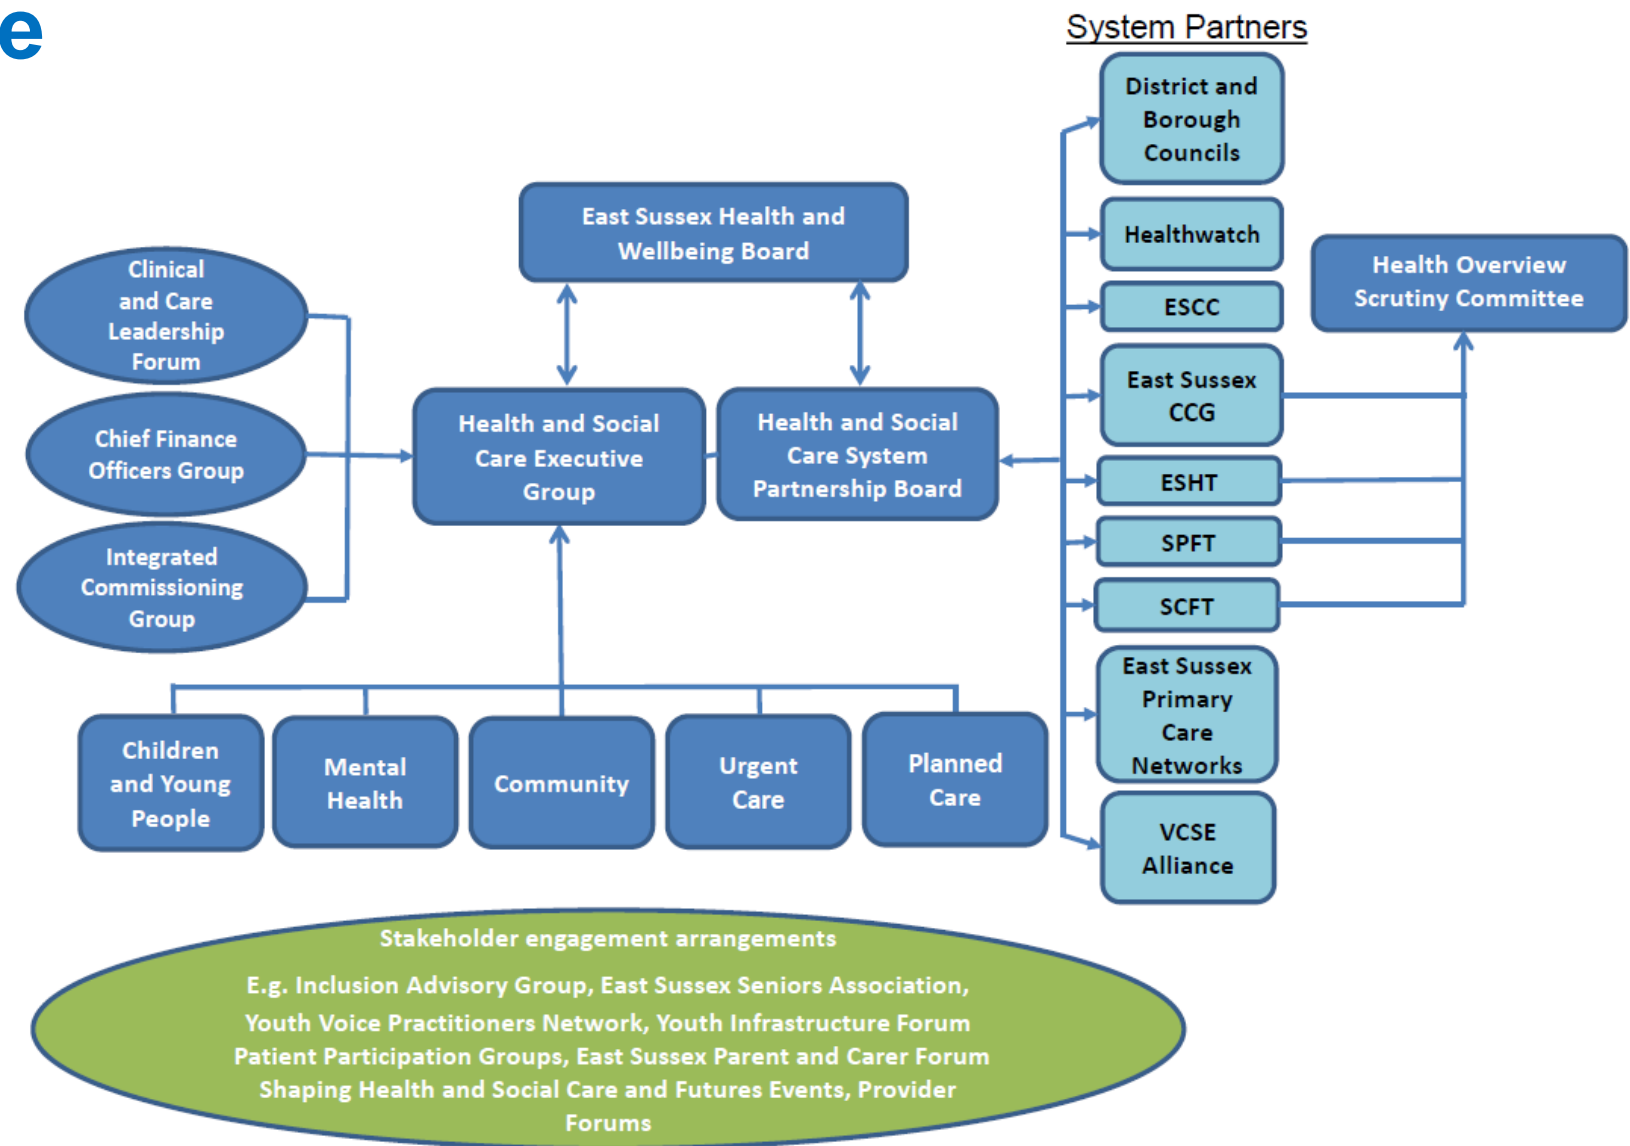 e
System Partners
District and
Borough
Councils
Healthwatch
ESCC
East Sussex
CCG
ESHT
SPFT
SCFT
East Sussex
Primary
Care
Networks
VCSE
Alliance
Health Overview
Scrutiny Committee
East Sussex Health and
Wellbeing Board
Clinical
and Care
Leadership
Forum
Chief Finance
Officers Group
Integrated
Commissioning
Group
Health and Social
Care Executive
Group
Health and Social
Care System
Partnership Board
Children
and Young
People
Mental
Health
Community
Urgent
Care
Planned
Care
Stakeholder engagement arrangements
E.g. Inclusion Advisory Group, East Sussex Seniors Association,
Youth Voice Practitioners Network, Youth Infrastructure Forum
Patient Participation Groups, East Sussex Parent and Carer Forum
Shaping Health and Social Care and Futures Events, Provider
Forums